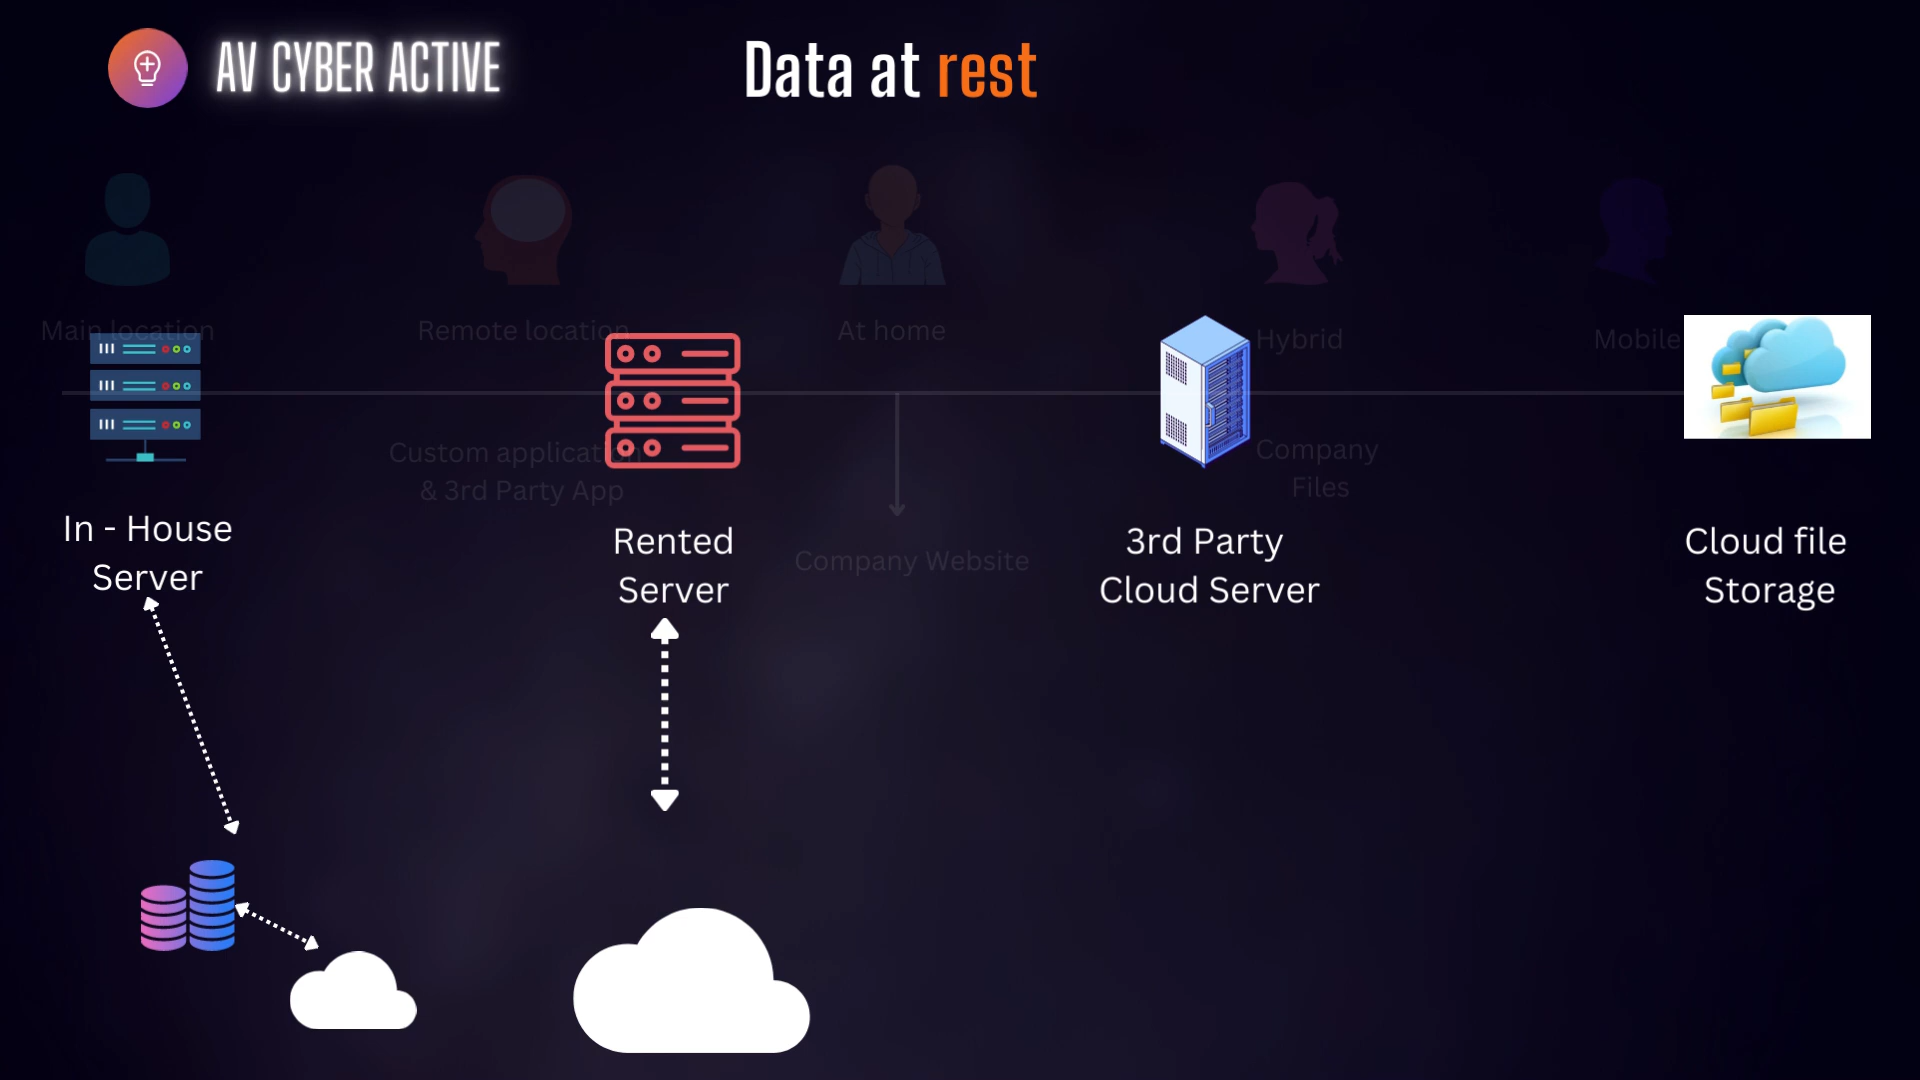 AV CYBER ACTIVE
Data at rest
Main location
Remote location
At home
Hybrid
Mobile
Custom application
& 3rd Party App
Company
Files
Company Website
In - House
Server
Rented
Server
3rd Party
Cloud Server
Cloud file
Storage